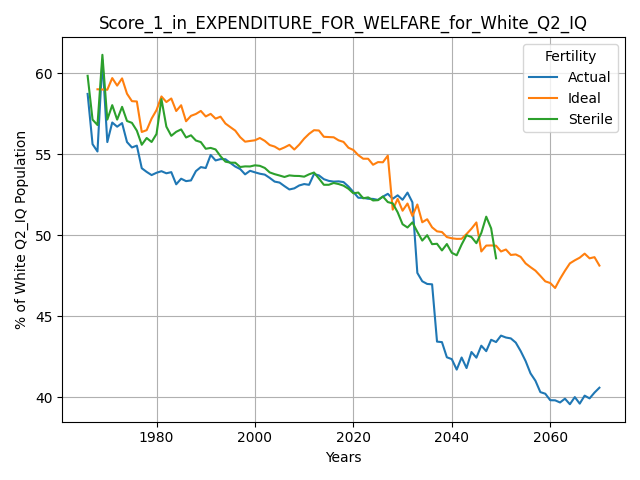 Score_1_in_EXPENDITURE_FOR_WELFARE_for_White_Q2_IQ
% of White Q2_IQ Population
60
55
50
45
40
Fertility
Actual
Ideal
Sterile
1980 2000 2020 2040 2060
Years